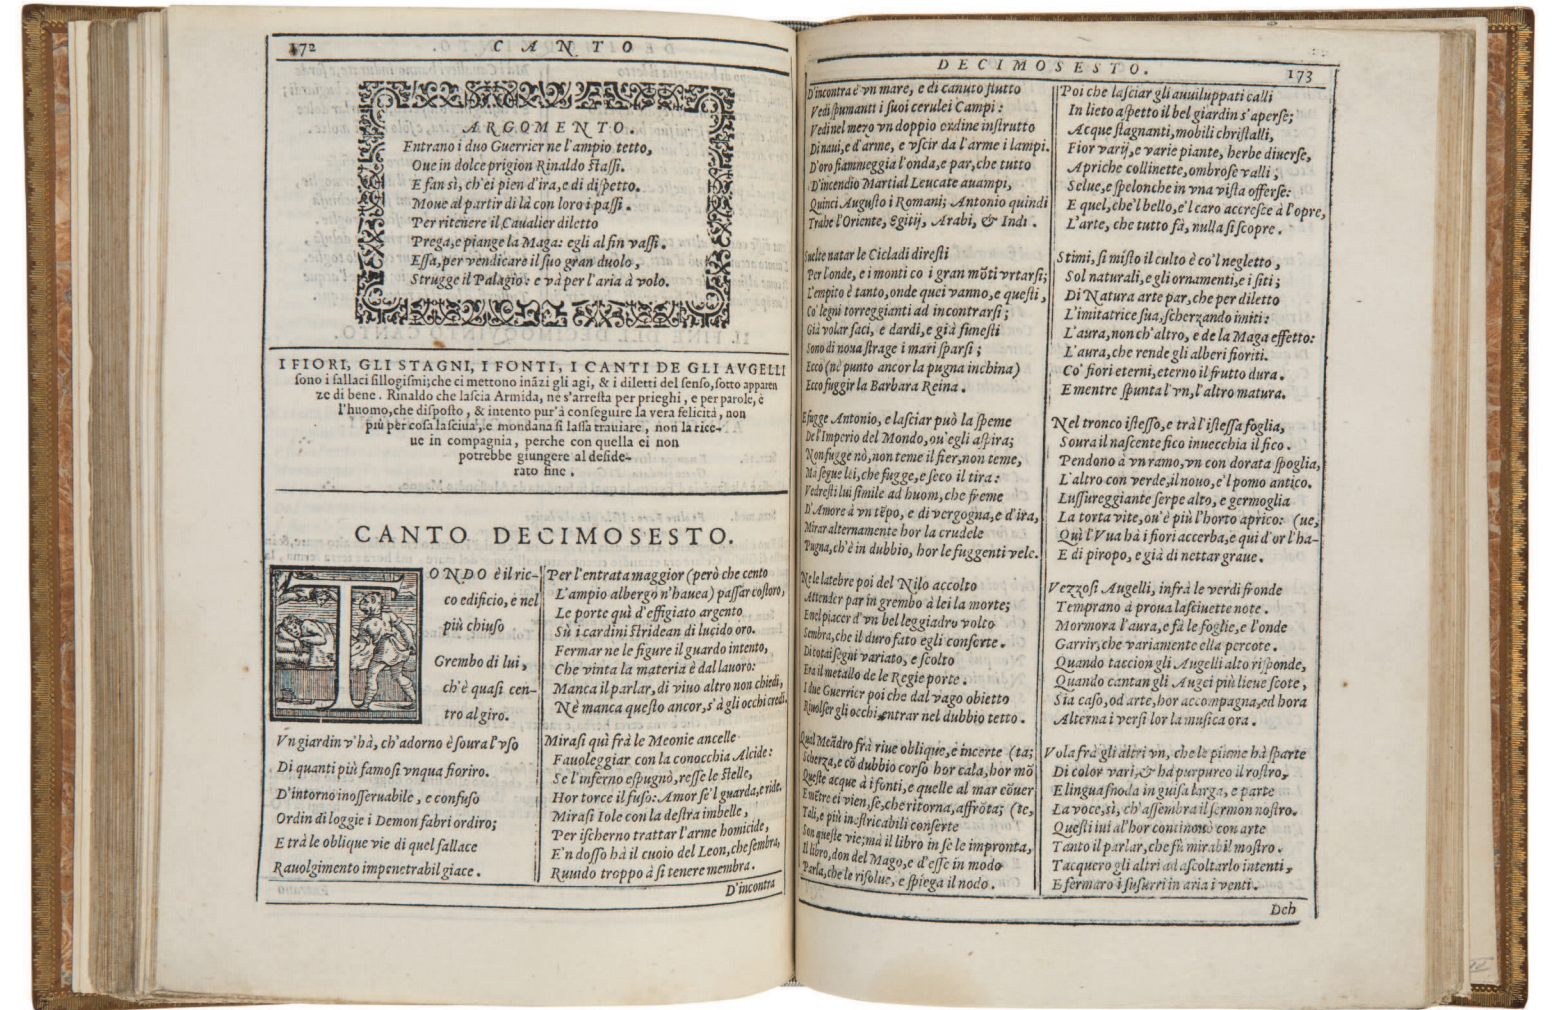 172
CANTO
ARGOMENTO.
Entrano i duo Guerrier ne l'ampio tetto,
Oue in dolce prigion Rinaldo stassi.
E fan sì, ch'ei pien d'ira, e di dispetto.
Moue al partir di là con loro i passi.
Per ritenere il Caualier diletto
Prega, e piange la Maga: egli al fin vassi.
Essa, per vendicare il suo gran duolo,
Strugge il Palagio: e và per l'aria à volo.
I FIORI, GLI STAGNI, I FONTI, I CANTI DE GLI AVGELLI
sono i fallaci sillogismi; che ci mettono inãzi gli agi, & i diletti del senso, sotto apparen
ze di bene. Rinaldo che lascia Armida, ne s'arresta per prieghi, e per parole, è
l'huomo, che disposto, & intento pur'à conseguire la vera felicità, non
più per cosa lasciua, e mondana si lassa trauiare, non la rice-
ue in compagnia, perche con quella ei non
potrebbe giungere al deside-
rato fine.
CANTO DECIMOSESTO.
TONDO è il ric-
co edificio, e nel
più chiuso
Grembo di lui,
ch'è quasi cen-
tro al giro.
Vn giardin v'hà, ch'adorno è soura l'vso
Di quanti più famosi vnqua fioriro.
D'intorno inosseruabile, e confuso
Ordin di loggie i Demon fabri ordiro;
E trà le oblique vie di quel fallace
Rauolgimento impenetrabil giace.
Per l'entrata maggior (però che cento
L'ampio albergo n'hauea) passar costoro,
Le porte quì d'effigiato argento
Sù i cardini stridean di lucido oro.
Fermar ne le figure il guardo intento,
Che vinta la materia è dal lauoro:
Manca il parlar, di viuo altro non chiedi,
Nè manca questo ancor, s'à gli occhi credi.
Mirasi quì frà le Meonie ancelle
Fauoleggiar con la conocchia Alcide:
Se l'inferno espugnò, resse le stelle,
Hor torce il fuso: Amor se'l guarda, e ride.
Mirasi Iole con la destra imbelle,
Per ischerno trattar l'arme homicide,
E'n dosso hà il cuoio del Leon, che sembra,
Ruuido troppo à sì tenere membra.
D'incontra
DECIMOSESTO.
173
D'incontra è vn mare, e di canuto flutto
Vedi spumanti i suoi cerulei Campi:
Vedi nel mezo vn doppio ordine instrutto
Di naui, e d'arme, e vscir da l'arme i lampi.
D'oro fiammeggia l'onda, e par, che tutto
D'incendio Martial Leucate auampi,
Quinci Augusto i Romani; Antonio quindi
Trahe l'Oriente, Egitij, Arabi, & Indi.
Suelte natar le Cicladi diresti
Per l'onde, e i monti co i gran mõti vrtarsi;
L'empito è tanto, onde quei vanno, e questi,
Co' legni torreggianti ad incontrarsi;
Già volar faci, e dardi, e già funesti
Sono di noua strage i mari sparsi;
Ecco (nè punto ancor la pugna inchina)
Ecco fuggir la Barbara Reina.
E fugge Antonio, e lasciar può la speme
De l'Imperio del Mondo, ou'egli aspira;
Non fugge nò, non teme il fier, non teme,
Ma segue lei, che fugge, e seco il tira:
Vedresti lui simile ad huom, che freme
D'Amore à vn tẽpo, e di vergogna, e d'ira,
Mirar alternamente hor la crudele
Pugna, ch'è in dubbio, hor le fuggenti vele.
Ne le latebre poi del Nilo accolto
Attender par in grembo à lei la morte;
E nel piacer d'vn bel leggiadro volto
Sembra, che il duro fato egli conforte.
Di cotai segni variato, e scolto
Era il metallo de le Regie porte.
I due Guerrier poi che dal vago obietto
Riuolser gli occhi, entrar nel dubbio tetto.
Qual Meãdro frà riue oblique, e incerte (ta;
Scherza, e cõ dubbio corso hor cala, hor mõ
Queste acque à i fonti, e quelle al mar cõuer
E mẽtre ei vien, se, che ritorna, affrõta; (te,
Tali, e più inestricabili conserte
Son queste vie; mà il libro in se le impronta,
Il libro, don del Mago, e d'esse in modo
Parla, che le risolue, e spiega il nodo.
Poi che lasciar gli auuiluppati calli
In lieto aspetto il bel giardin s'aperse;
Acque stagnanti, mobili christalli,
Fior varij, e varie piante, herbe diuerse,
Apriche collinette, ombrose valli;
Selue, e spelonche in vna vista offerse:
E quel, che'l bello, e'l caro accresce à l'opre,
L'arte, che tutto fà, nulla si scopre.
Stimi, si misto il culto è co'l negletto,
Sol naturali, e gli ornamenti, e i siti;
Di Natura arte par, che per diletto
L'imitatrice sua, scherzando imiti:
L'aura, non ch'altro, e de la Maga effetto:
L'aura, che rende gli alberi fioriti.
Co' fiori eterni, eterno il frutto dura.
E mentre spunta l'vn, l'altro matura.
Nel tronco istesso, e trà l'istessa foglia,
Soura il nascente fico inuecchia il fico.
Pendono à vn ramo, vn con dorata spoglia,
L'altro con verde, il nouo, e'l pomo antico.
Lussureggiante serpe alto, e germoglia
La torta vite, ou'è più l'horto aprico: (ue,
Quì l'Vua hà i fiori accerba, e qui d'or l'ha-
E di piropo, e già di nettar graue.
Vezzosi Augelli, infrà le verdi fronde
Temprano à proua lasciuette note.
Mormora l'aura, e fà le foglie, e l'onde
Garrir, che variamente ella percote.
Quando taccion gli Augelli alto risponde,
Quando cantan gli Augei più lieue scote,
Sia caso, od arte, hor accompagna, ed hora
Alterna i versi lor la musica ora.
Vola frà gli altri vn, che le piume hà sparte
Di color vari, & hà purpureo il rostro,
E lingua snoda in guisa larga, e parte
La voce, sì, ch'assembra il sermon nostro.
Questi iui al'hor continouò con arte
Tanto il parlar, che fù mirabil mostro.
Tacquero gli altri ad ascoltarlo intenti,
E fermaro i susurri in aria i venti.
Deh